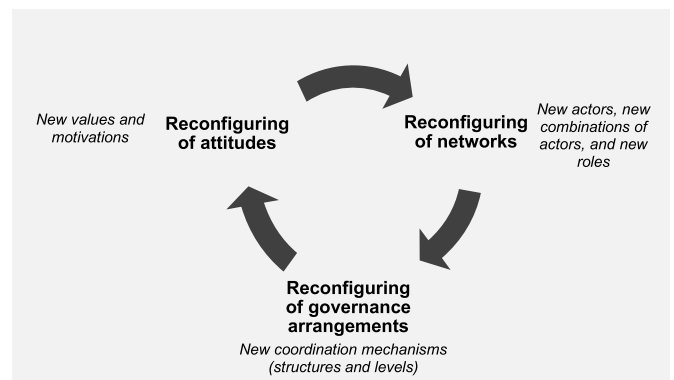 New values and
motivations
Reconfiguring
of attitudes
Reconfiguring
of networks
New actors, new
combinations of
actors, and new
roles
Reconfiguring
of governance
arrangements
New coordination mechanisms
(structures and levels)